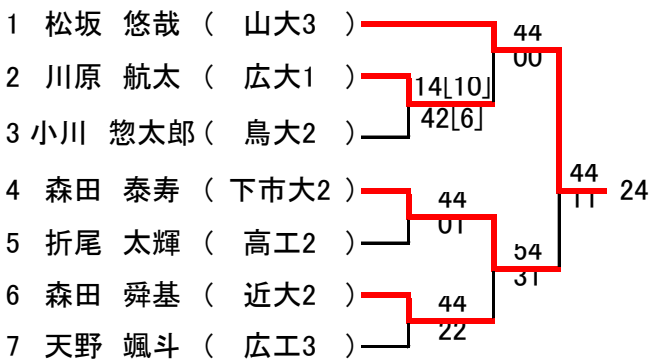 1 松坂 悠哉 ( 山大3 )
44
00
2 川原 航太 ( 広大1 )
14[10]
42[6]
3 小川 惣太郎 ( 鳥大2 )
4 森田 泰寿 ( 下市大2 )
44
11
24
44
01
5 折尾 太輝 ( 高工2 )
54
31
6 森田 舜基 ( 近大2 )
44
22
7 天野 颯斗 ( 広工3 )